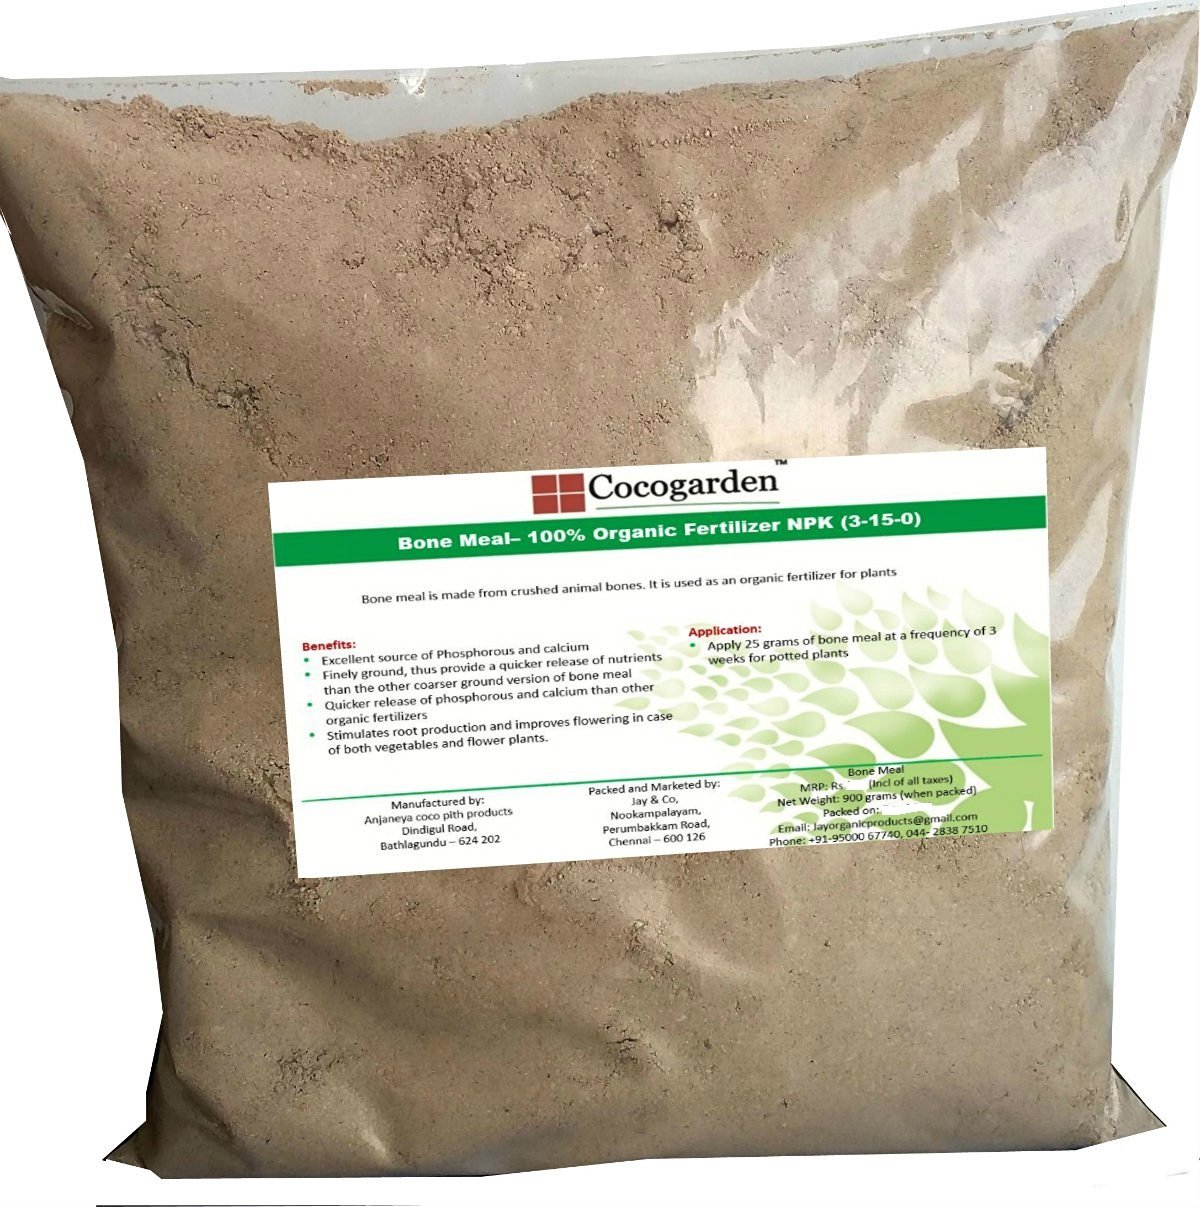 Cocogarden™
Bone Meal– 100% Organic Fertilizer NPK (3-15-0)
Bone meal is made from crushed animal bones. It is used as an organic fertilizer for plants
Benefits:
• Excellent source of Phosphorous and calcium
• Finely ground, thus provide a quicker release of nutrients
than the other coarser ground version of bone meal
• Quicker release of phosphorous and calcium than other
organic fertilizers
• Stimulates root production and improves flowering in case
of both vegetables and flower plants.
Application:
• Apply 25 grams of bone meal at a frequency of 3
weeks for potted plants
Manufactured by:
Anjaneya coco pith products
Dindigul Road,
Bathlagundu – 624 202
Packed and Marketed by:
Jay & Co,
Nookampalayam,
Perumbakkam Road,
Chennai – 600 126
Bone Meal
MRP: Rs. (Incl of all taxes)
Net Weight: 900 grams (when packed)
Packed on:
Email: Jayorganicproducts@gmail.com
Phone: +91-95000 67740, 044- 2838 7510